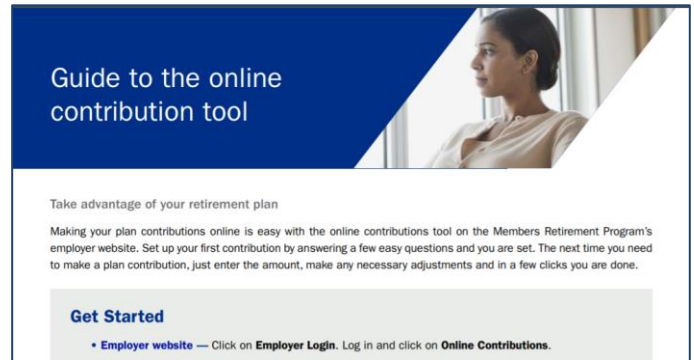 Guide to the online
contribution tool
Take advantage of your retirement plan
Making your plan contributions online is easy with the online contributions tool on the Members Retirement Program's
employer website. Set up your first contribution by answering a few easy questions and you are set. The next time you need
to make a plan contribution, just enter the amount, make any necessary adjustments and in a few clicks you are done.
Get Started
• Employer website — Click on Employer Login. Log in and click on Online Contributions.